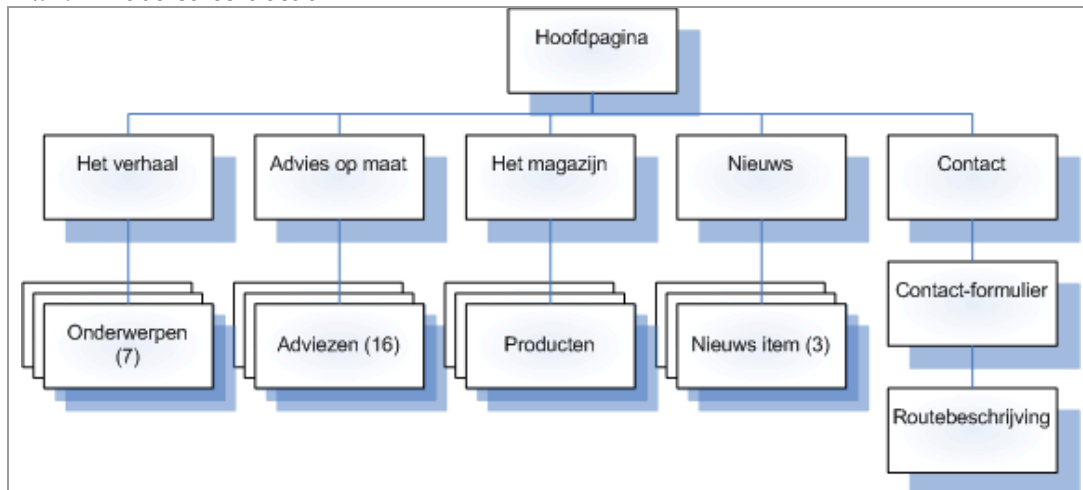 Hoofdpagina
Het verhaal
Advies op maat
Het magazijn
Nieuws
Contact
Onderwerpen
(7)
Adviezen (16)
Producten
Nieuws item (3)
Contact-formulier
Routebeschrijving